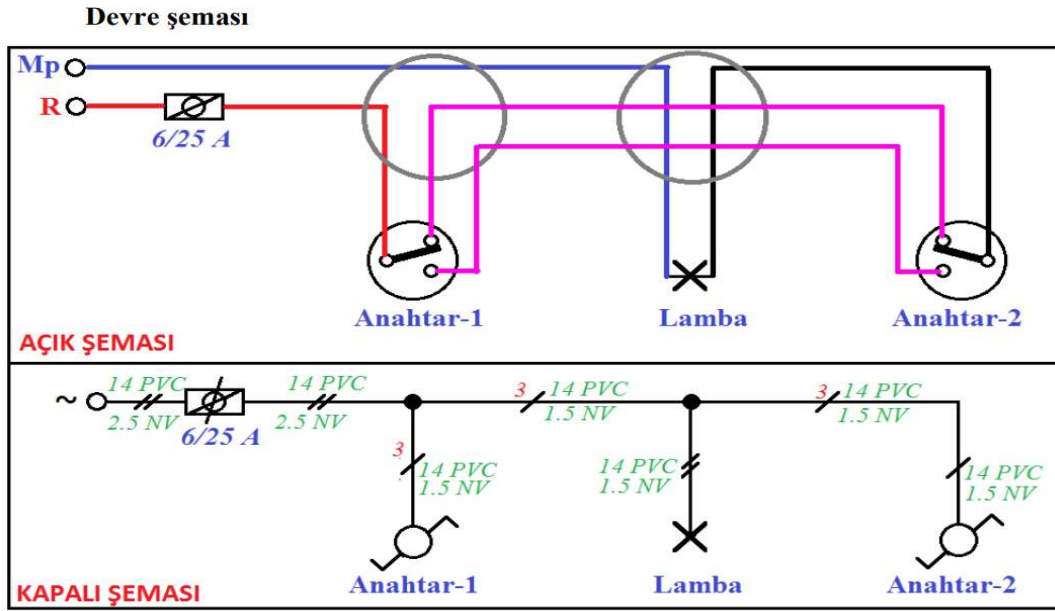 Devre şeması
Mp
R
6/25 A
Anahtar-1
Lamba
Anahtar-2
AÇIK ŞEMASI
~
14 PVC
2.5 NV
6/25 A
14 PVC
2.5 NV
3 14 PVC
1.5 NV
3 14 PVC
1.5 NV
3
14 PVC
1.5 NV
14 PVC
1.5 NV
14 PVC
1.5 NV
Anahtar-1
Lamba
Anahtar-2
KAPALI ŞEMASI